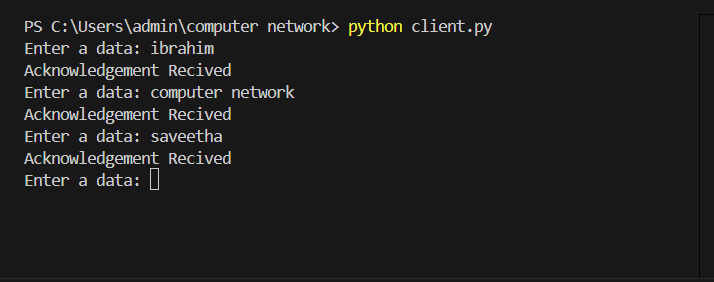 PS C:\Users\admin\computer network> python client.py
Enter a data: ibrahim
Acknowledgement Recived
Enter a data: computer network
Acknowledgement Recived
Enter a data: saveetha
Acknowledgement Recived
Enter a data: